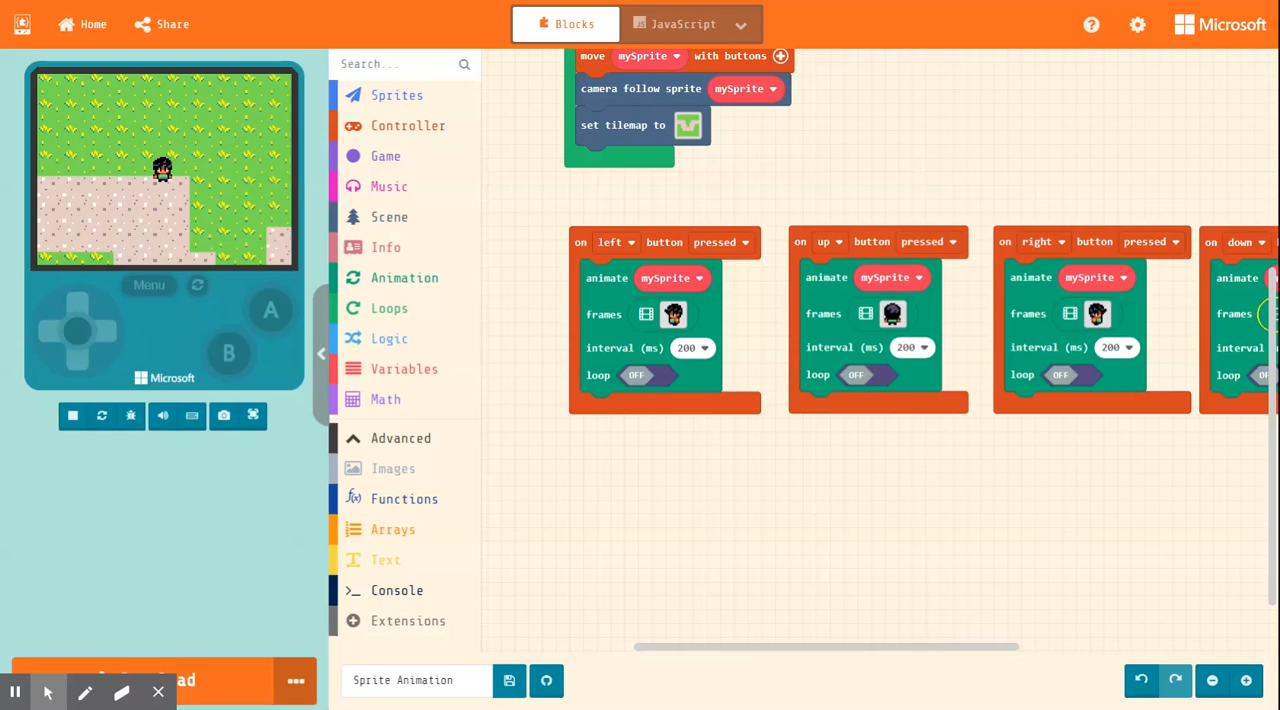 Home Share Blocks JavaScript Microsoft
Search...
Sprites
Controller
Game
Music
Scene
Info
Animation
Loops
Logic
Variables
Math
Advanced
Images
Functions
Arrays
Text
Console
Extensions
Menu
A
B
Microsoft
ad
move mySprite with buttons
camera follow sprite mySprite
set tilemap to
on left button pressed
animate mySprite
frames
interval (ms) 200
loop OFF
on up button pressed
animate mySprite
frames
interval (ms) 200
loop OFF
on right button pressed
animate mySprite
frames
interval (ms) 200
loop OFF
on down
animate
frames
interval
loop
Sprite Animation